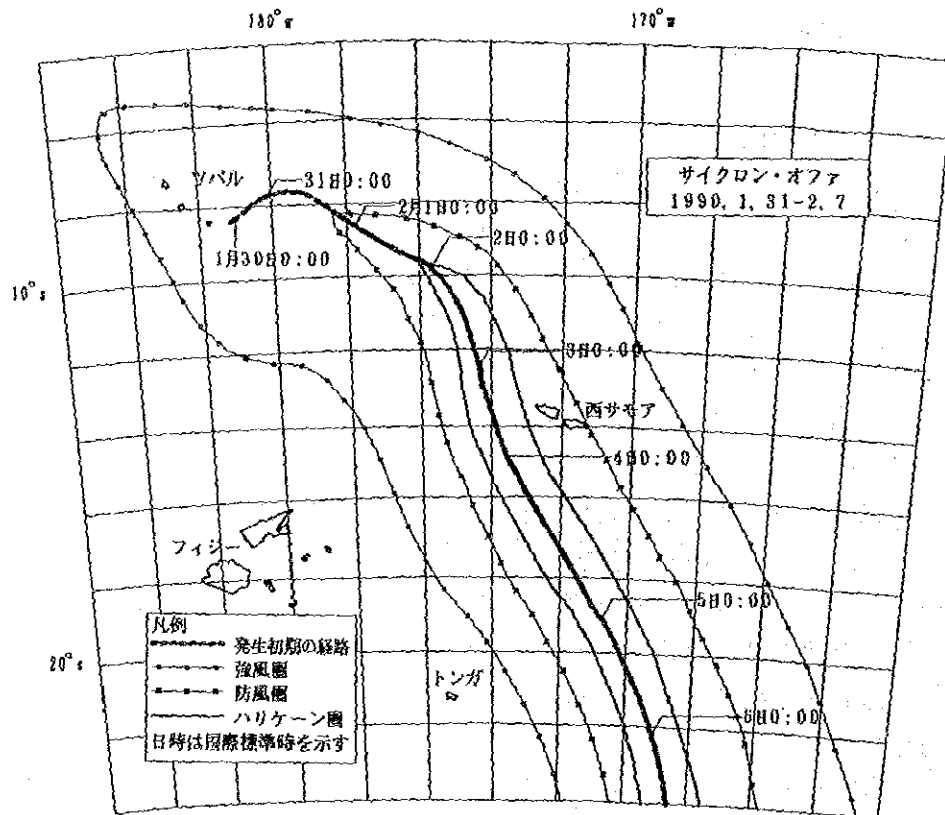 180°w
170°w
サイクロン・オファ
1990. 1. 31-2. 7
31日0:00
ツバル
2月1日0:00
2日0:00
1月30日0:00
10°s
3日0:00
西サモア
4日0:00
フィジー
5日0:00
凡例
発生初期の経路
強風圏
防風圏
ハリケーン圏
日時は国際標準時を示す
20°s
トンガ
6日0:00